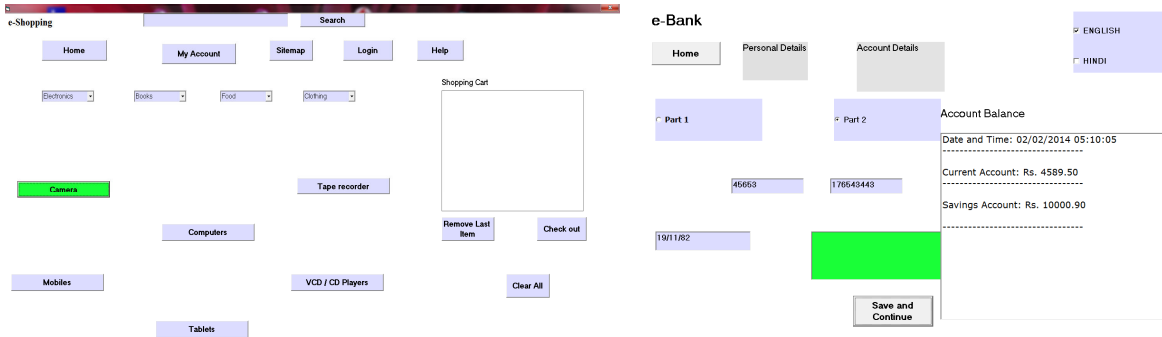 e-Shopping
Search
Home
My Account
Sitemap
Login
Help
Electronics
Books
Food
Clothing
Shopping Cart
Camera
Tape recorder
Computers
Remove Last
Item
Check out
Mobiles
VCD / CD Players
Clear All
Tablets
e-Bank
ENGLISH
HINDI
Home
Personal Details
Account Details
Part 1
Part 2
Account Balance
Date and Time: 02/02/2014 05:10:05
--------------------------------
Current Account: Rs. 4589.50
--------------------------------
Savings Account: Rs. 10000.90
--------------------------------
45653
176543443
19/11/82
Save and
Continue